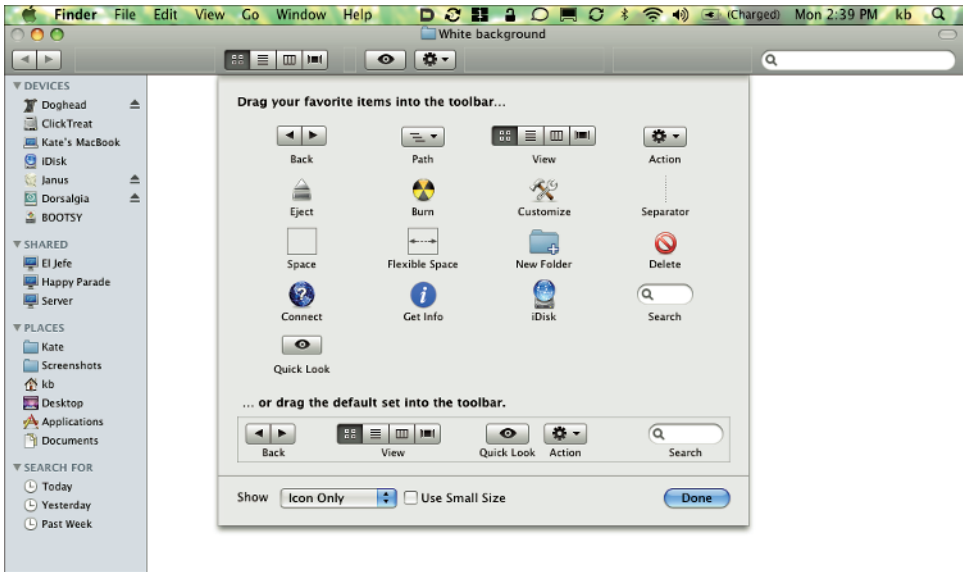 Finder File Edit View Go Window Help (Charged) Mon 2:39 PM kb
White background
DEVICES
Doghead
ClickTreat
Kate's MacBook
iDisk
Janus
Dorsalgia
BOOTSY
SHARED
El Jefe
Happy Parade
Server
PLACES
Kate
Screenshots
kb
Desktop
Applications
Documents
SEARCH FOR
Today
Yesterday
Past Week
Drag your favorite items into the toolbar...
Back Path View Action
Eject Burn Customize Separator
Space Flexible Space New Folder Delete
Connect Get Info iDisk Search
Quick Look
... or drag the default set into the toolbar.
Back View Quick Look Action Search
Show Icon Only Use Small Size Done